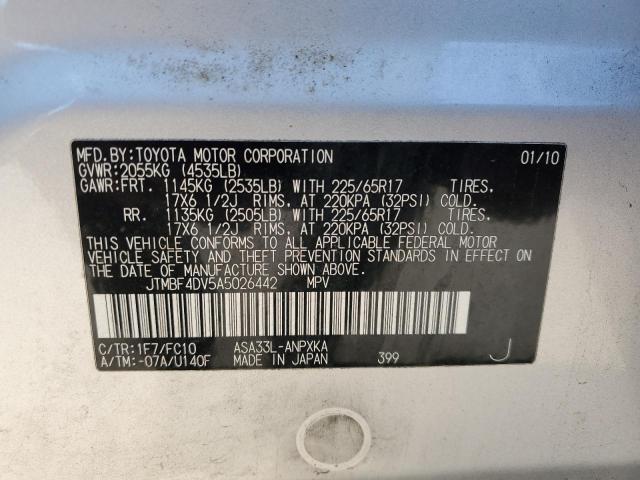 MFD.BY:TOYOTA MOTOR CORPORATION 01/10
GVWR:2055KG (4535LB)
GAWR:FRT. 1145KG (2535LB) WITH 225/65R17 TIRES,
17X6 1/2J RIMS, AT 220KPA (32PSI) COLD.
RR. 1135KG (2505LB) WITH 225/65R17 TIRES,
17X6 1/2J RIMS, AT 220KPA (32PSI) COLD.
THIS VEHICLE CONFORMS TO ALL APPLICABLE FEDERAL MOTOR
VEHICLE SAFETY AND THEFT PREVENTION STANDARDS IN EFFECT ON
THE DATE OF MANUFACTURE SHOWN ABOVE.
JTMBF4DV5A5026442 MPV
C/TR:1F7/FC10 ASA33L-ANPXKA
A/TM:-07A/U140F MADE IN JAPAN 399 J